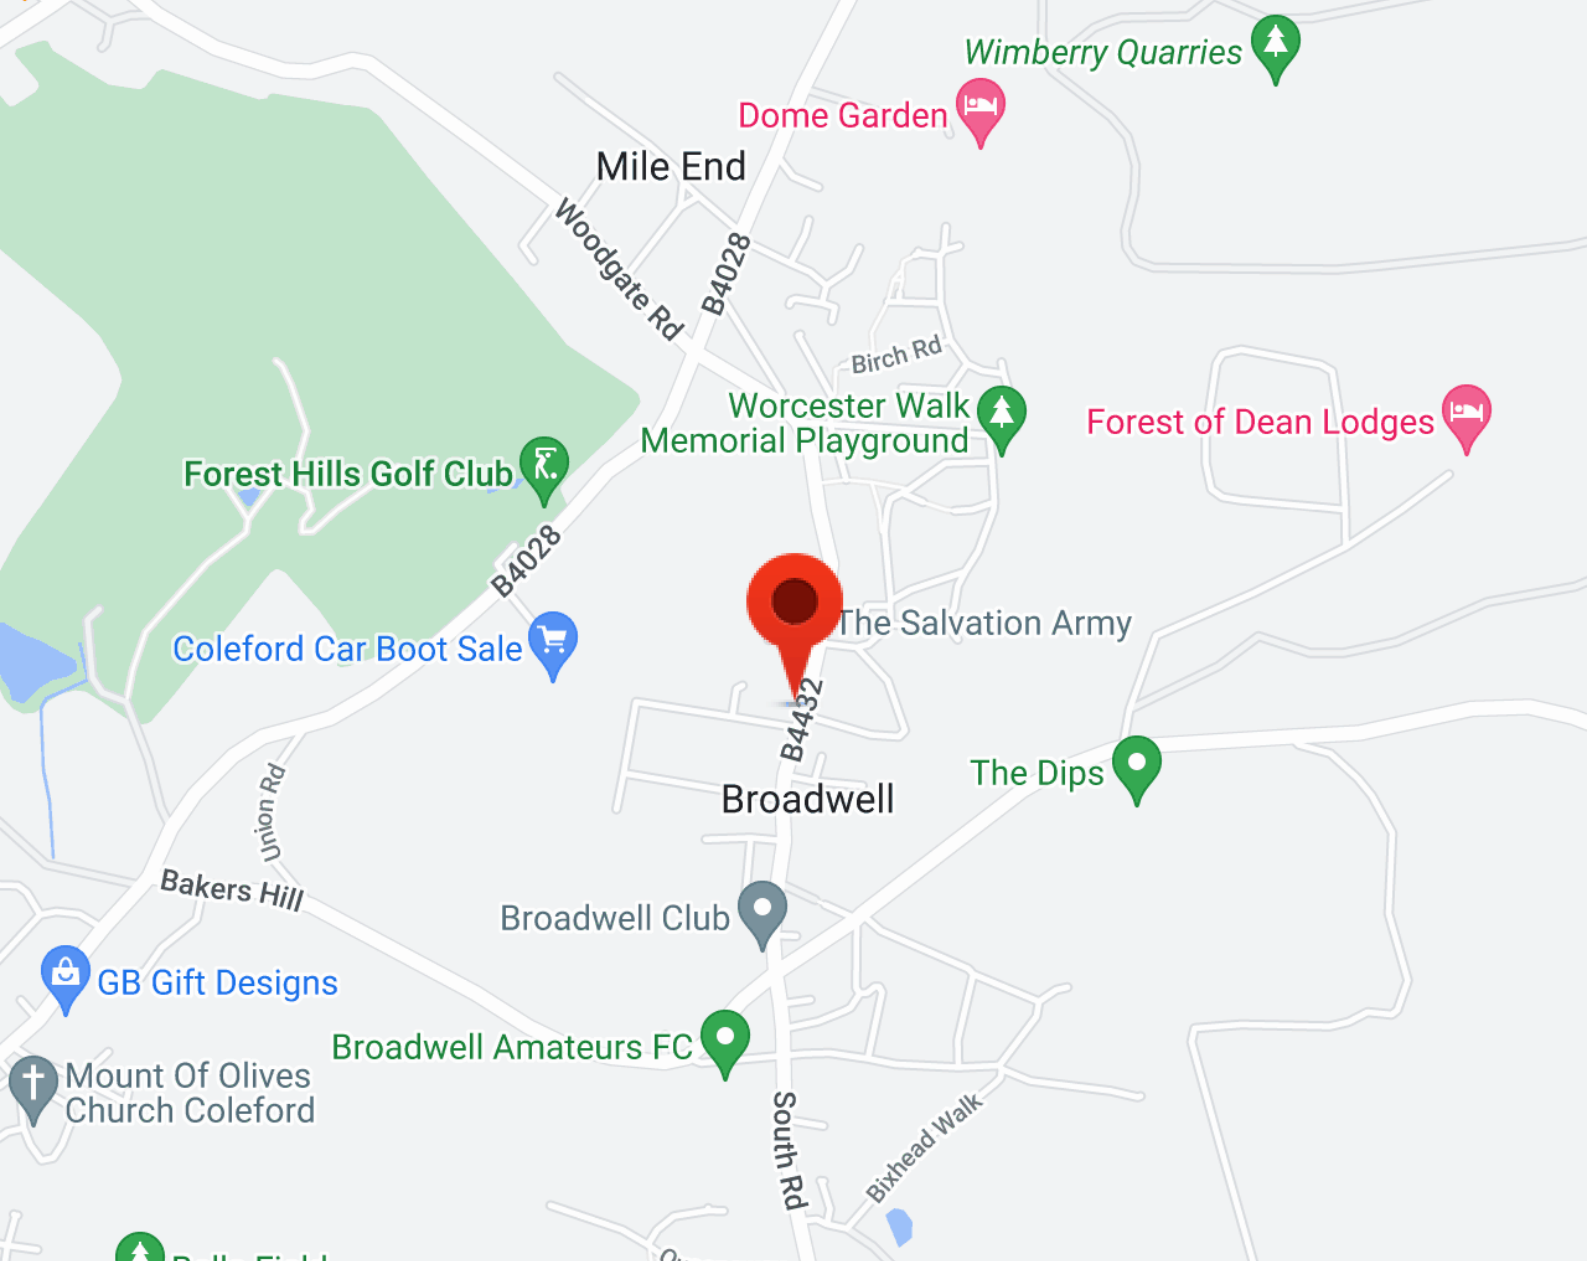 Wimberry Quarries
Dome Garden
Mile End
Woodgate Rd
B4028
Birch Rd
Worcester Walk
Memorial Playground
Forest of Dean Lodges
Forest Hills Golf Club
B4028
The Salvation Army
Coleford Car Boot Sale
B4432
The Dips
Broadwell
Union Rd
Bakers Hill
Broadwell Club
GB Gift Designs
Broadwell Amateurs FC
Mount Of Olives
Church Coleford
South Rd
Bixhead Walk